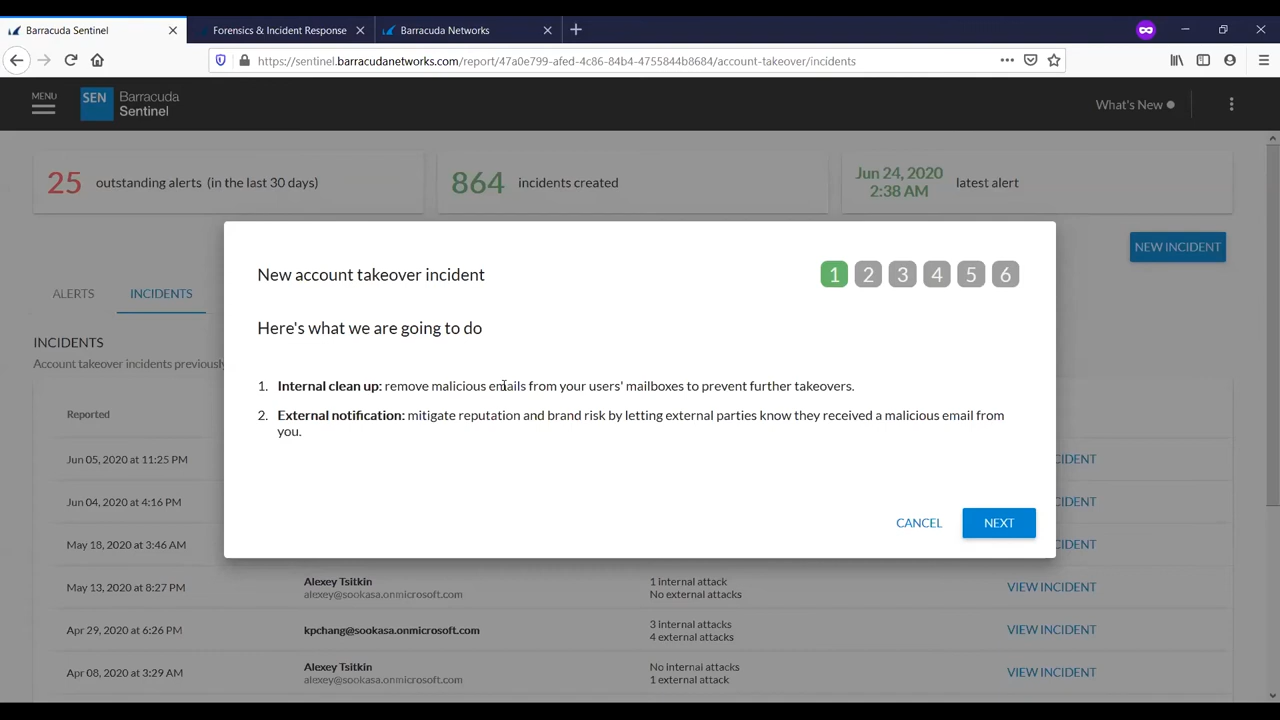 Barracuda Sentinel
Forensics & Incident Response
Barracuda Networks
https://sentinel.barracudanetworks.com/report/47a0e799-af1f-4c86-84b4-4755844b8684/account-takeover/incidents
MENU
SEN
Barracuda
Sentinel
What's New
25 outstanding alerts (in the last 30 days)
864 incidents created
Jun 24, 2020
2:38 AM
latest alert
NEW INCIDENT
New account takeover incident
1 2 3 4 5 6
ALERTS
INCIDENTS
Here's what we are going to do
INCIDENTS
Account takeover incidents previously
1. Internal clean up: remove malicious emails from your users' mailboxes to prevent further takeovers.
2. External notification: mitigate reputation and brand risk by letting external parties know they received a malicious email from
you.
Reported
Jun 05, 2020 at 11:25 PM
CIDENT
Jun 04, 2020 at 4:16 PM
CIDENT
CANCEL
NEXT
May 18, 2020 at 3:46 AM
CIDENT
May 13, 2020 at 8:27 PM
Alexey Tsitkin
alexey@sookasa.onmicrosoft.com
1 internal attack
No external attacks
VIEW INCIDENT
Apr 29, 2020 at 6:26 PM
kpchang@sookasa.onmicrosoft.com
3 internal attacks
4 external attacks
VIEW INCIDENT
Apr 08, 2020 at 3:29 AM
Alexey Tsitkin
alexey@sookasa.onmicrosoft.com
No internal attacks
1 external attack
VIEW INCIDENT